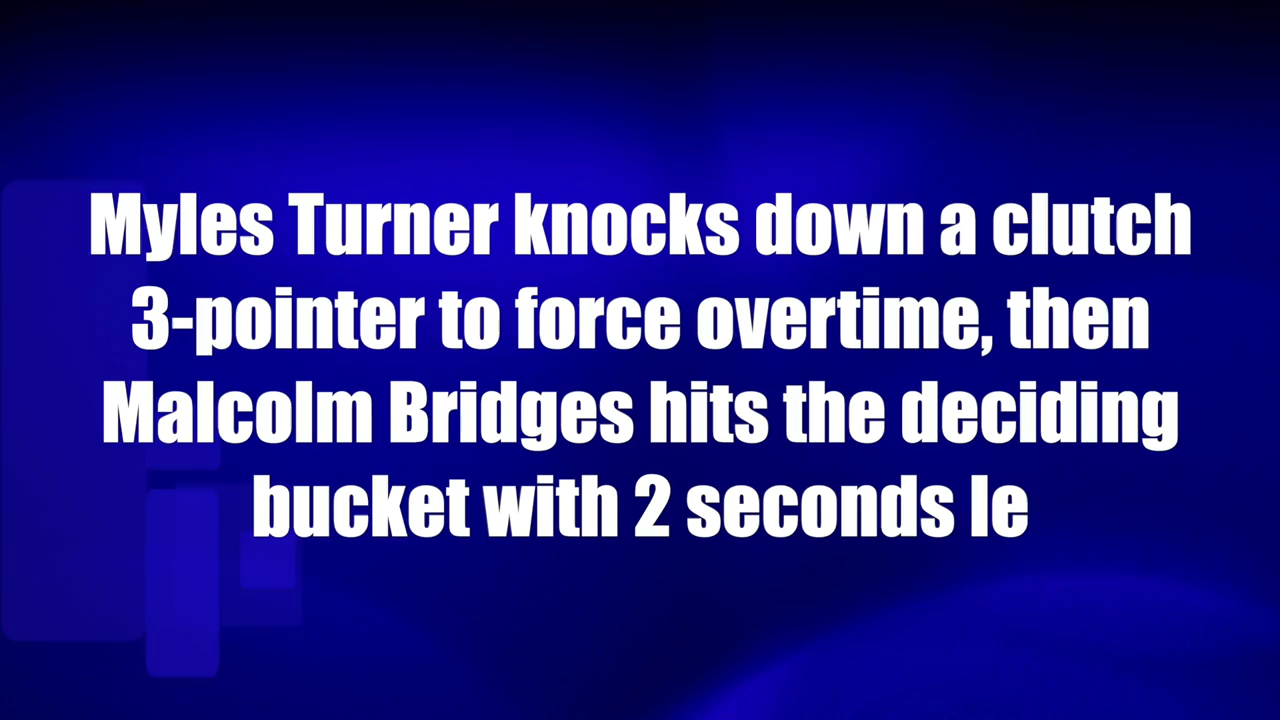 Myles Turner knocks down a clutch
3-pointer to force overtime, then
Malcolm Bridges hits the deciding
bucket with 2 seconds le